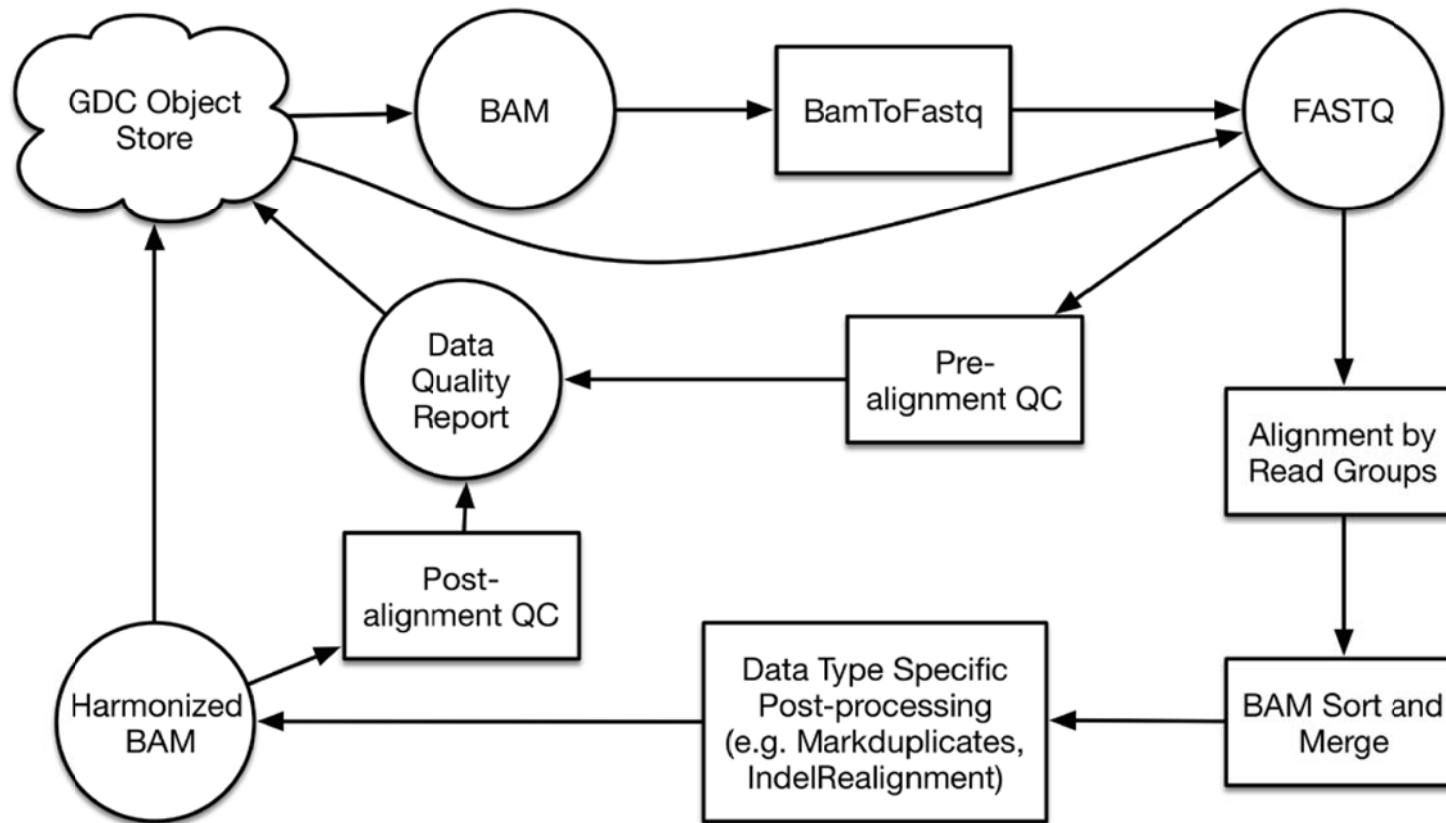 GDC Object
Store
BAM
BamToFastq
FASTQ
Data
Quality
Report
Pre-
alignment QC
Alignment by
Read Groups
Post-
alignment QC
Harmonized
BAM
Data Type Specific
Post-processing
(e.g. Markduplicates,
IndelRealignment)
BAM Sort and
Merge